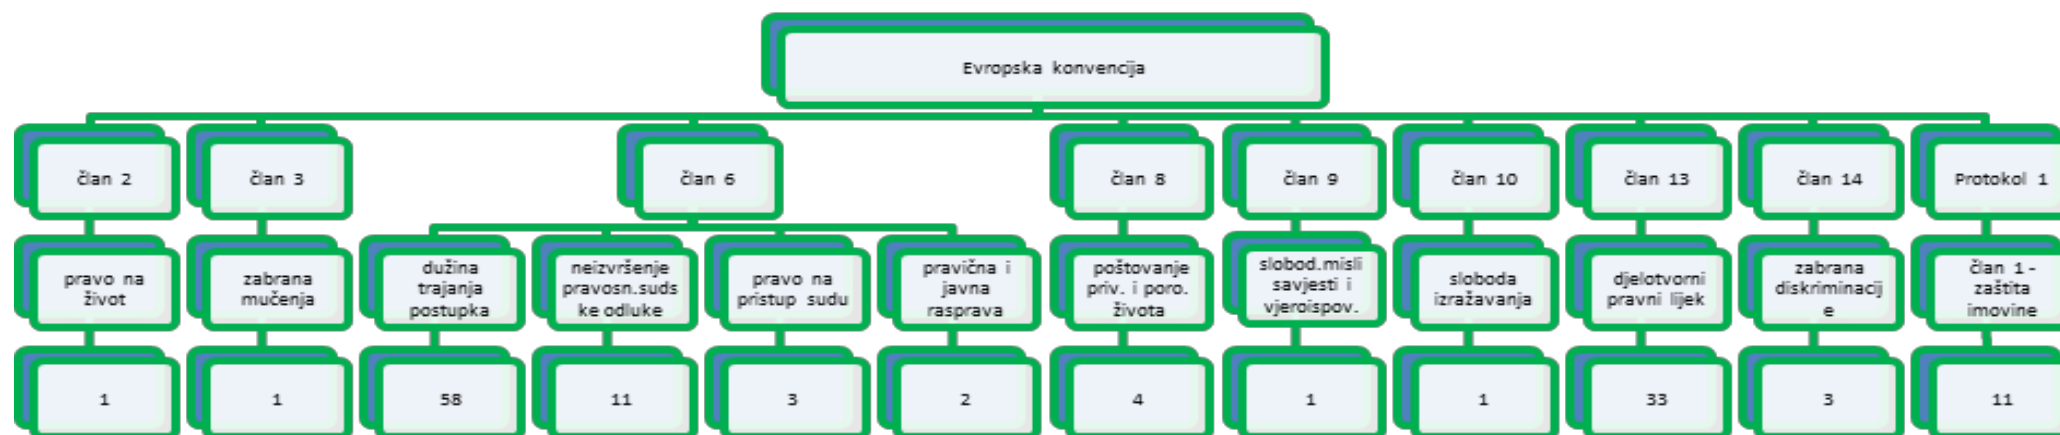 Evropska konvencija
član 2
član 3
član 6
član 8
član 9
član 10
član 13
član 14
Protokol 1
pravo na
život
zabrana
mučenja
dužina
trajanja
postupka
neizvršenje
pravosn.suds
ke odluke
pravo na
pristup sudu
pravična i
javna
rasprava
poštovanje
priv. i poro.
života
slobod.misli
savjesti i
vjeroispov.
sloboda
izražavanja
djelotvorni
pravni lijek
zabrana
diskriminacij
e
član 1-
zaštita
imovine
1
1
58
11
3
2
4
1
1
33
3
11